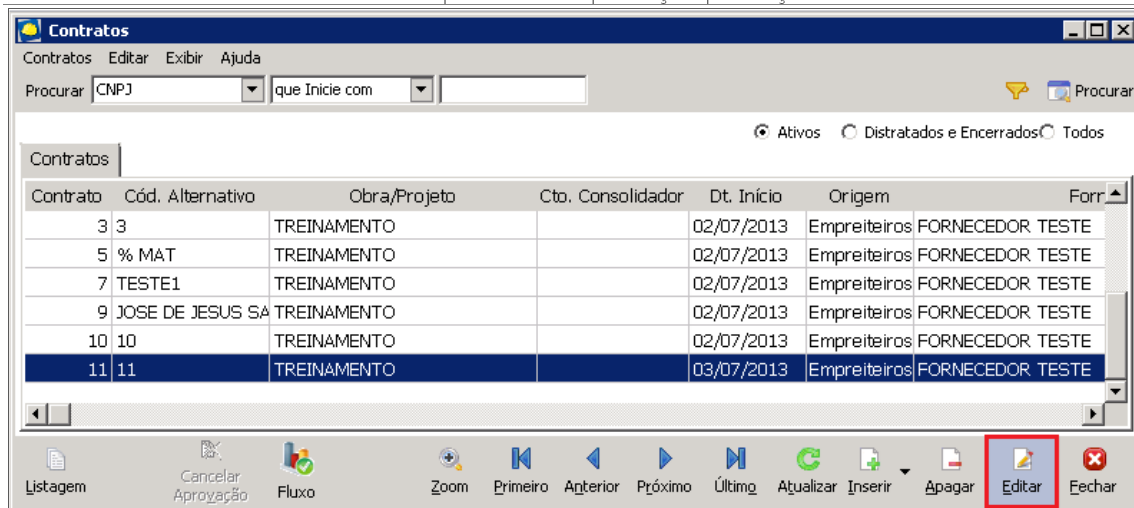 Contratos
Contratos Editar Exibir Ajuda
Procurar CNPJ que Inicie com Procurar
Ativos Distratados e Encerrados Todos
Contratos
Contrato Cód. Alternativo Obra/Projeto Cto. Consolidador Dt. Início Origem Forr
3 3 TREINAMENTO 02/07/2013 Empreiteiros FORNECEDOR TESTE
5 % MAT TREINAMENTO 02/07/2013 Empreiteiros FORNECEDOR TESTE
7 TESTE1 TREINAMENTO 02/07/2013 Empreiteiros FORNECEDOR TESTE
9 JOSE DE JESUS SA TREINAMENTO 02/07/2013 Empreiteiros FORNECEDOR TESTE
10 10 TREINAMENTO 02/07/2013 Empreiteiros FORNECEDOR TESTE
11 11 TREINAMENTO 03/07/2013 Empreiteiros FORNECEDOR TESTE
Listagem Cancelar Aprovação Fluxo Zoom Primeiro Anterior Próximo Último Atualizar Inserir Apagar Editar Fechar